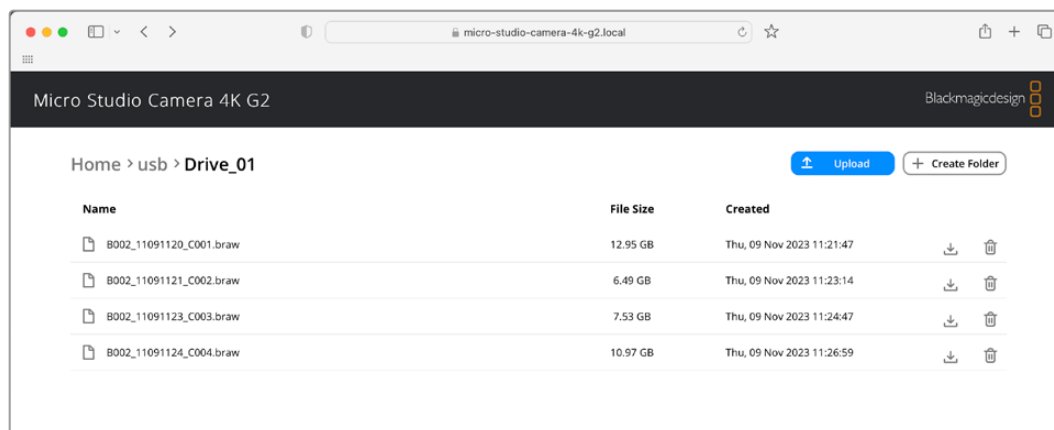 micro-studio-camera-4k-g2.local
Micro Studio Camera 4K G2
Blackmagicdesign
Home > usb > Drive_01
Upload
+ Create Folder
Name File Size Created
B002_11091120_C001.braw 12.95 GB Thu, 09 Nov 2023 11:21:47
B002_11091121_C002.braw 6.49 GB Thu, 09 Nov 2023 11:23:14
B002_11091123_C003.braw 7.53 GB Thu, 09 Nov 2023 11:24:47
B002_11091124_C004.braw 10.97 GB Thu, 09 Nov 2023 11:26:59